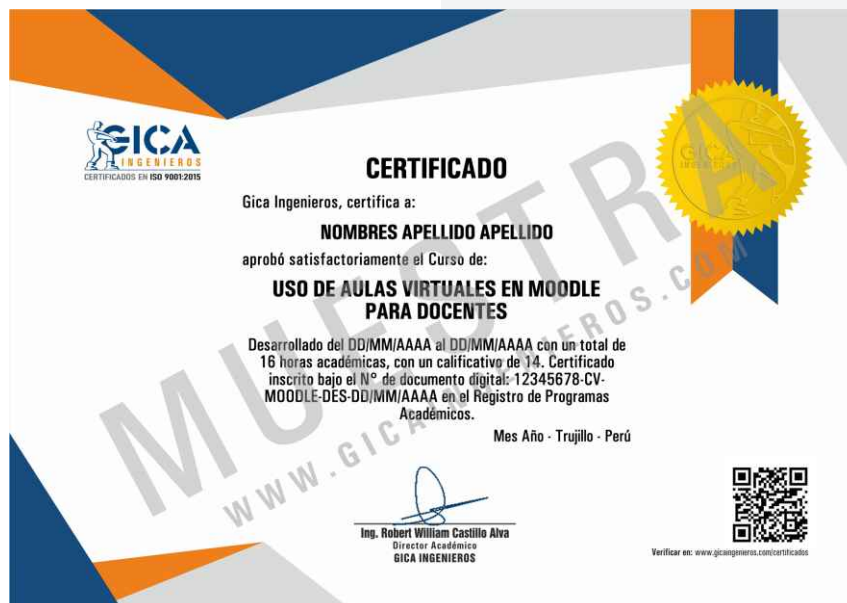 GICA
INGENIEROS
CERTIFICADOS EN ISO 9001:2015
GICA
INGENIEROS
CERTIFICADO
Gica Ingenieros, certifica a:
NOMBRES APELLIDO APELLIDO
aprobó satisfactoriamente el Curso de:
USO DE AULAS VIRTUALES EN MOODLE
PARA DOCENTES
Desarrollado del DD/MM/AAAA al DD/MM/AAAA con un total de
16 horas académicas, con un calificativo de 14. Certificado
inscrito bajo el N° de documento digital: 12345678-CV-
MOODLE-DES-DD/MM/AAAA en el Registro de Programas
Académicos.
Mes Año - Trujillo - Perú
MUESTRA
WWW.GICAINGENIEROS.COM
Ing. Robert William Castillo Alva
Director Académico
GICA INGENIEROS
Verificar en: www.gicaingenieros.com/certificados